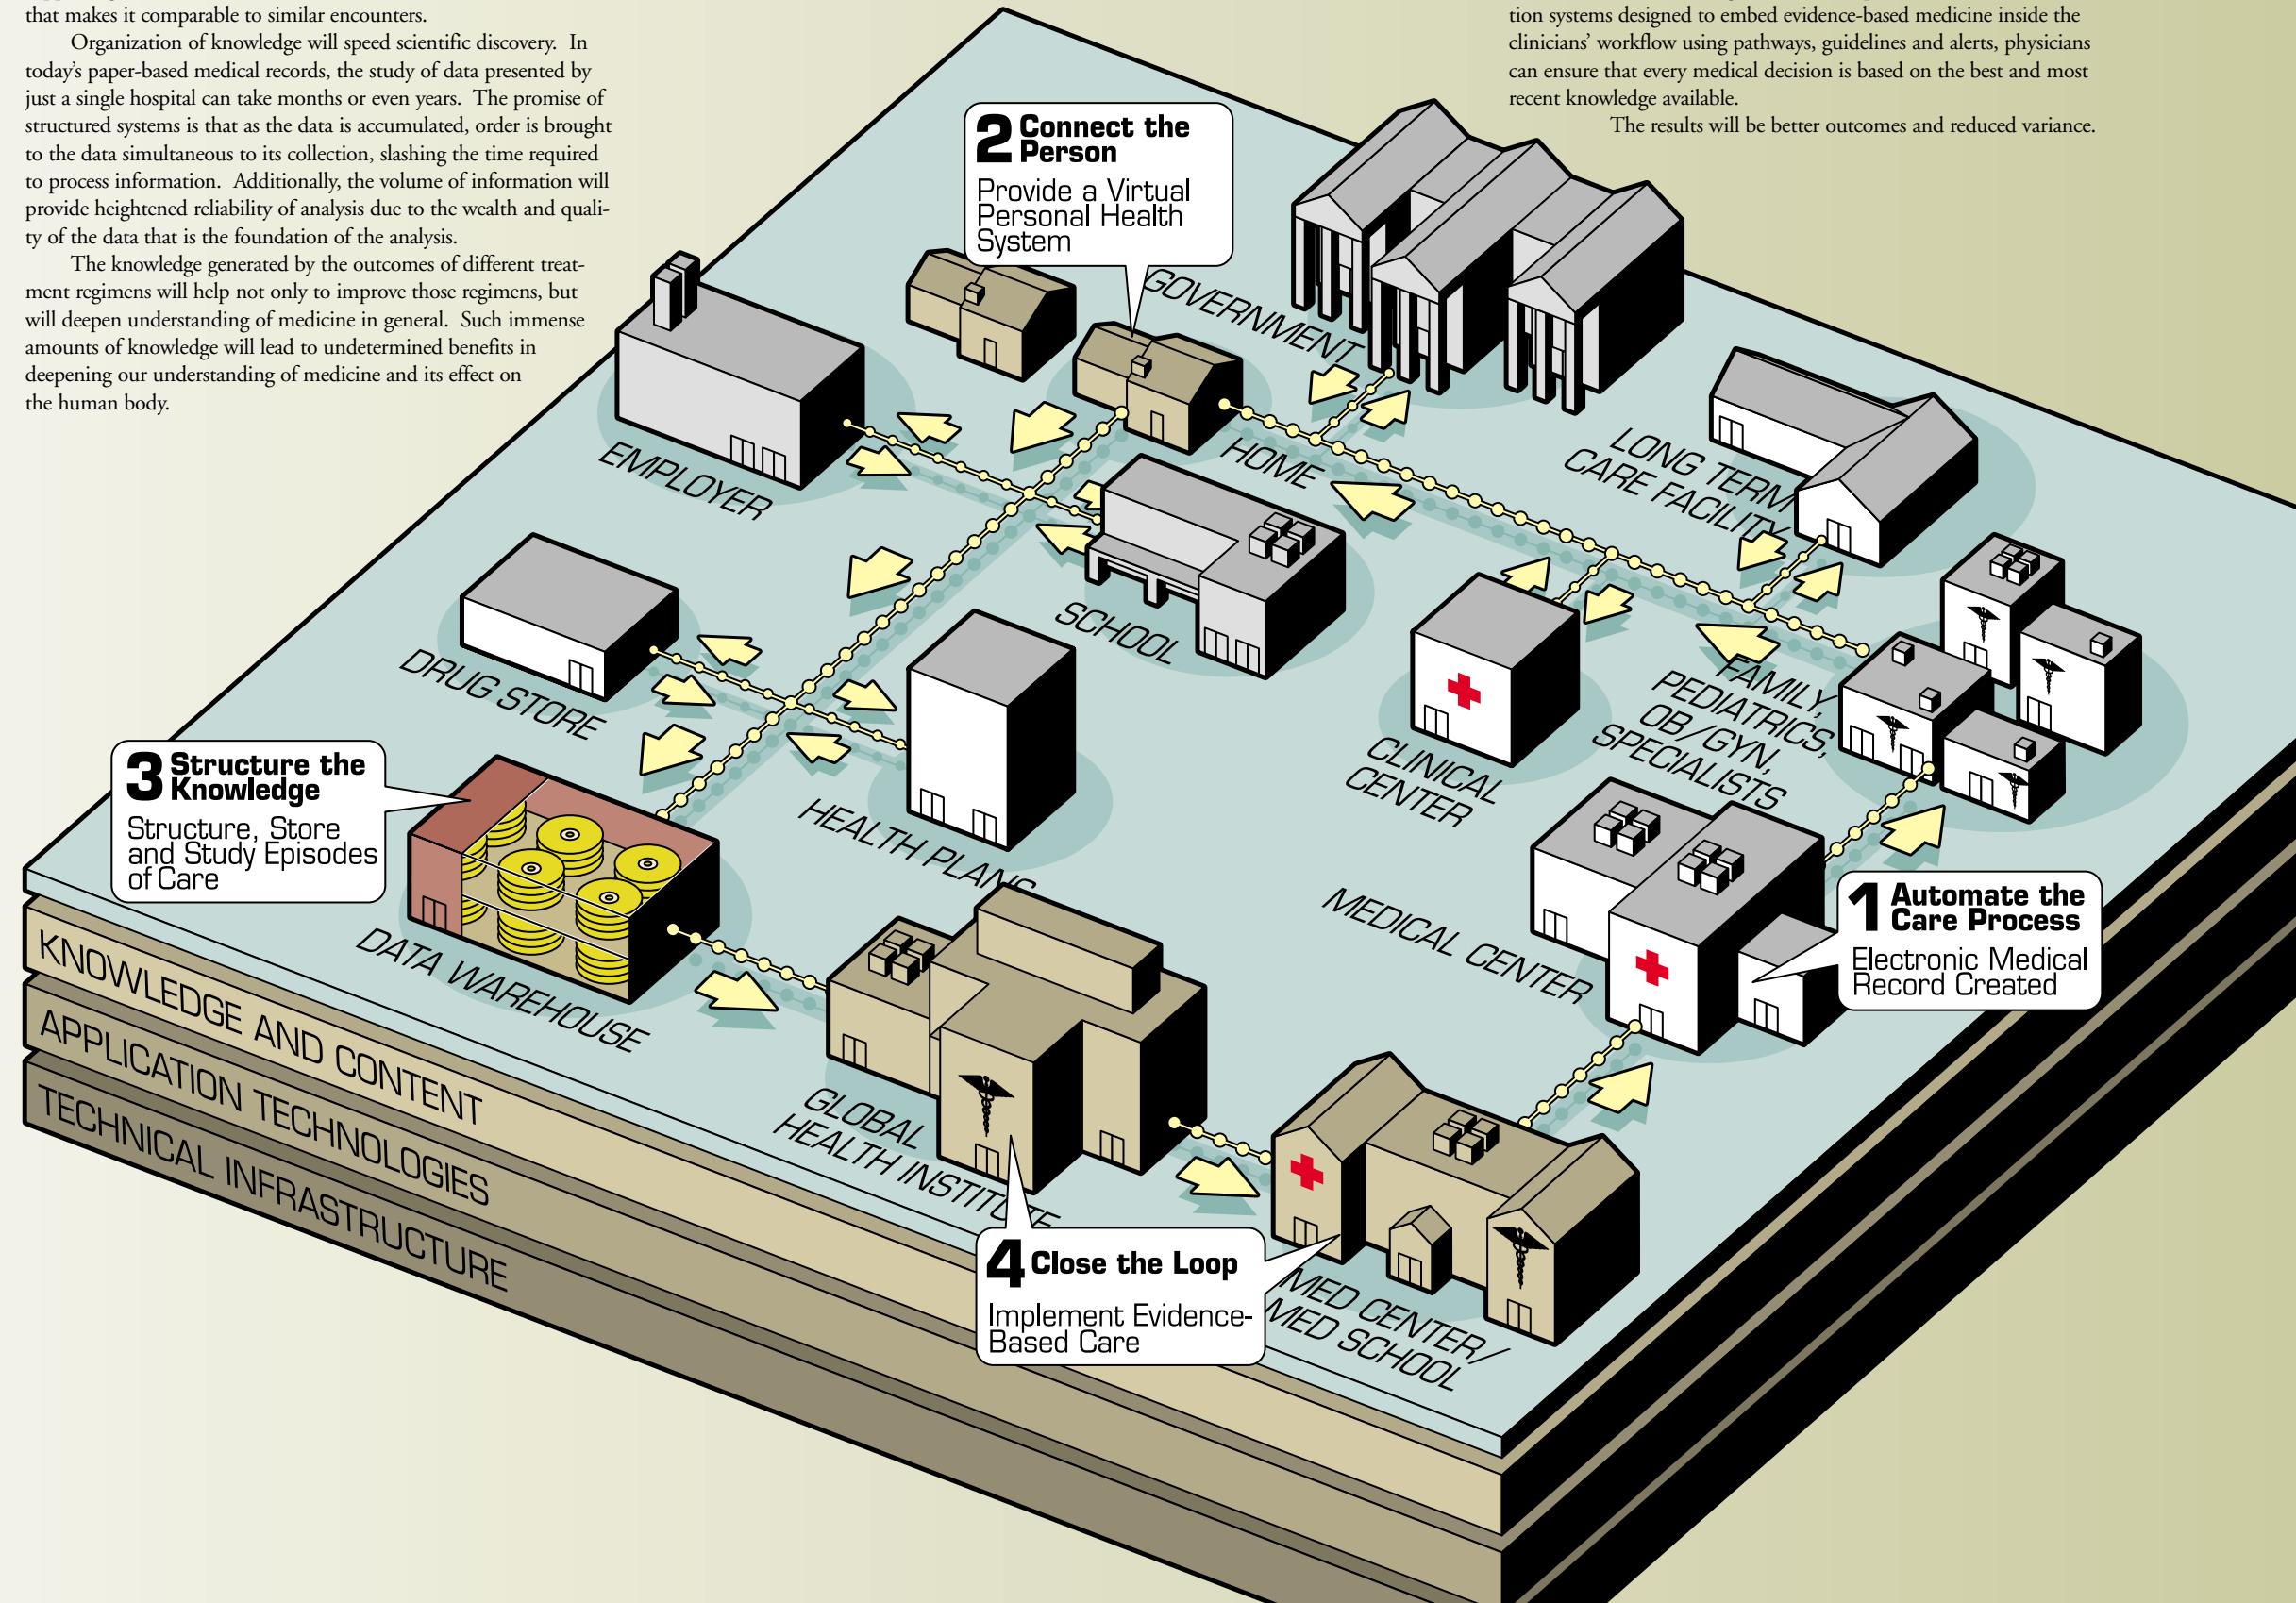 that makes it comparable to similar encounters.
Organization of knowledge will speed scientific discovery. In
today's paper-based medical records, the study of data presented by
just a single hospital can take months or even years. The promise of
structured systems is that as the data is accumulated, order is brought
to the data simultaneous to its collection, slashing the time required
to process information. Additionally, the volume of information will
provide heightened reliability of analysis due to the wealth and quali-
ty of the data that is the foundation of the analysis.
The knowledge generated by the outcomes of different treat-
ment regimens will help not only to improve those regimens, but
will deepen understanding of medicine in general. Such immense
amounts of knowledge will lead to undetermined benefits in
deepening our understanding of medicine and its effect on
the human body.
tion systems designed to embed evidence-based medicine inside the
clinicians' workflow using pathways, guidelines and alerts, physicians
can ensure that every medical decision is based on the best and most
recent knowledge available.
The results will be better outcomes and reduced variance.
2 Connect the
Person
Provide a Virtual
Personal Health
System
GOVERNMENT
EMPLOYER
HOME
LONG TERM
CARE FACILITY
SCHOOL
DRUG STORE
FAMILY,
PEDIATRICS,
OB/GYN,
SPECIALISTS
CLINICAL
CENTER
3 Structure the
Knowledge
Structure, Store
and Study Episodes
of Care
HEALTH PLANS
MEDICAL CENTER
1 Automate the
Care Process
Electronic Medical
Record Created
DATA WAREHOUSE
GLOBAL
HEALTH INSTITUTE
4 Close the Loop
Implement Evidence-
Based Care
MED CENTER/
MED SCHOOL
KNOWLEDGE AND CONTENT
APPLICATION TECHNOLOGIES
TECHNICAL INFRASTRUCTURE